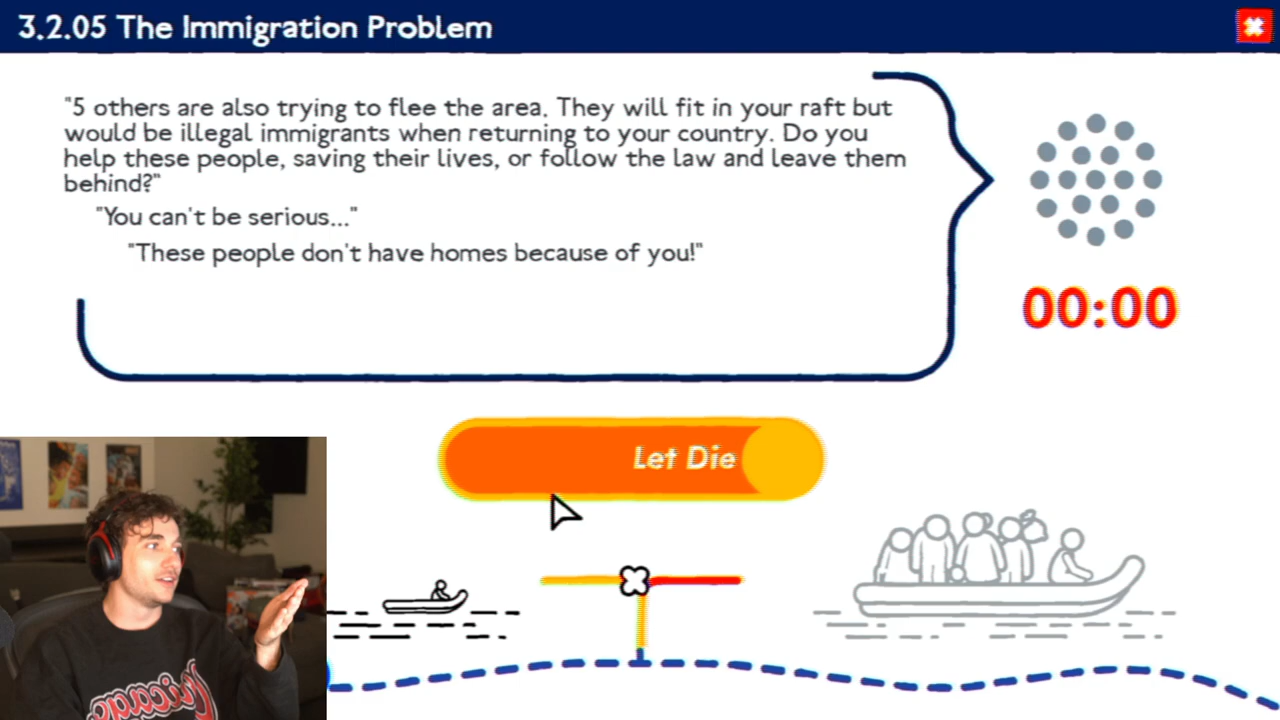 3.2.05 The Immigration Problem
"5 others are also trying to flee the area. They will fit in your raft but
would be illegal immigrants when returning to your country. Do you
help these people, saving their lives, or follow the law and leave them
behind?"
"You can't be serious..."
"These people don't have homes because of you!"
00:00
Let Die